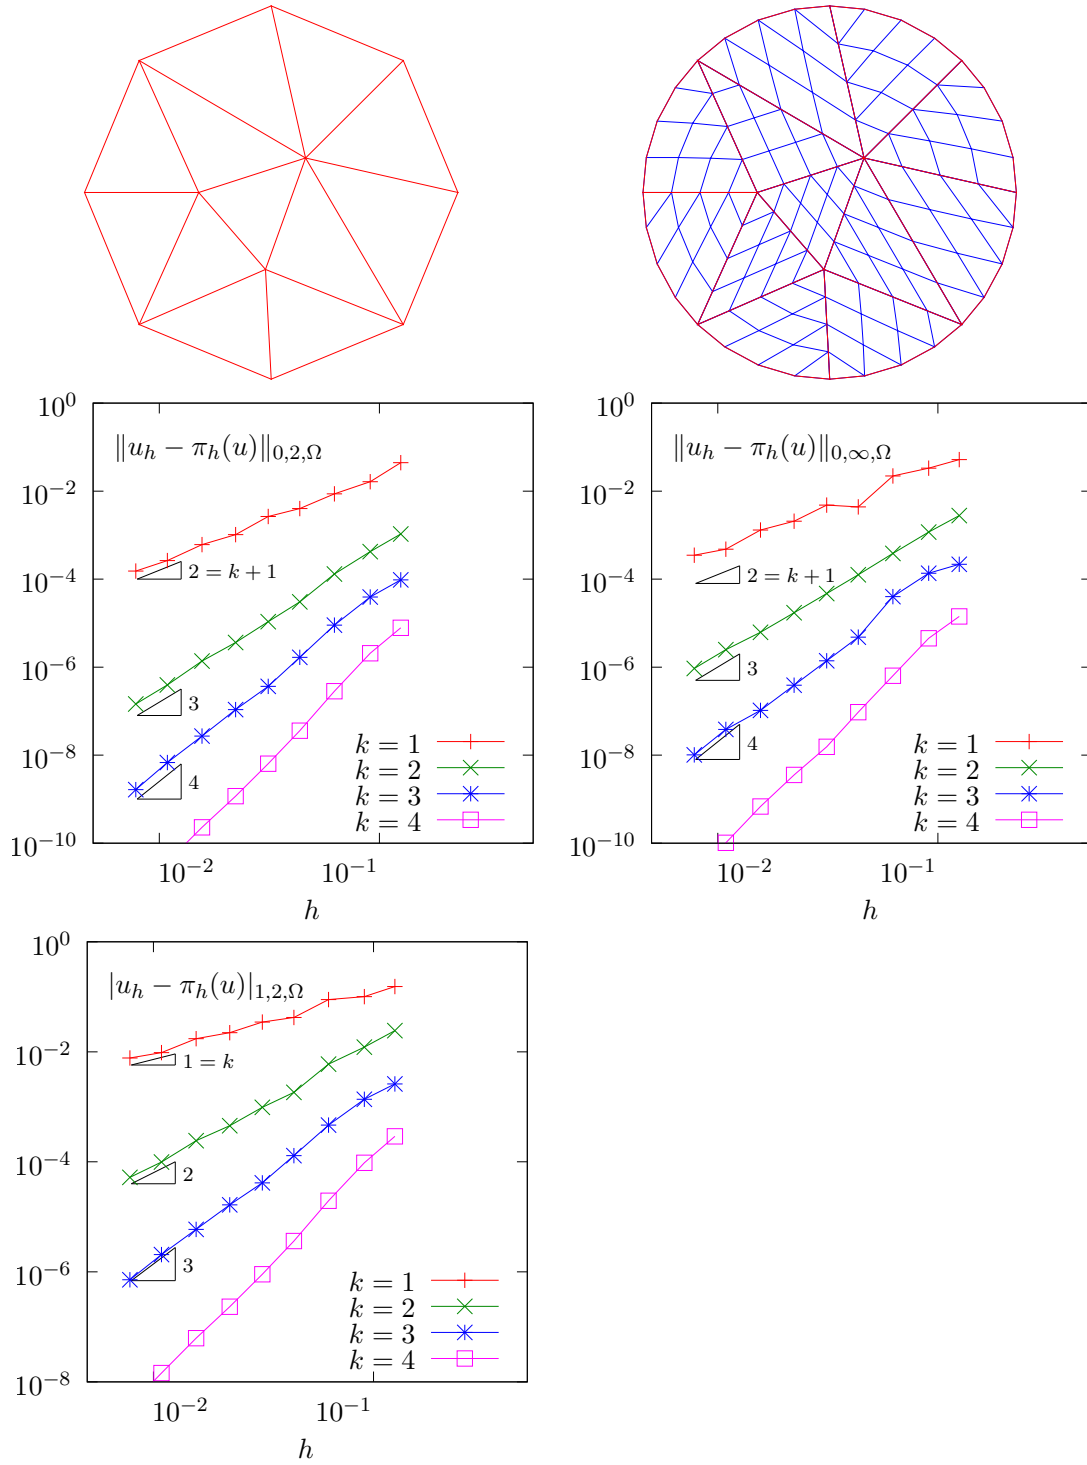 10^0
10^{-2}
10^{-4}
10^{-6}
10^{-8}
10^{-10}
‖u_h − π_h(u)‖_{0,2,Ω}
2 = k + 1
3
4
k = 1
k = 2
k = 3
k = 4
10^{-2} 10^{-1}
h
10^0
10^{-2}
10^{-4}
10^{-6}
10^{-8}
10^{-10}
‖u_h − π_h(u)‖_{0,∞,Ω}
2 = k + 1
3
4
k = 1
k = 2
k = 3
k = 4
10^{-2} 10^{-1}
h
10^0
10^{-2}
10^{-4}
10^{-6}
10^{-8}
|u_h − π_h(u)|_{1,2,Ω}
1 = k
2
3
k = 1
k = 2
k = 3
k = 4
10^{-2} 10^{-1}
h